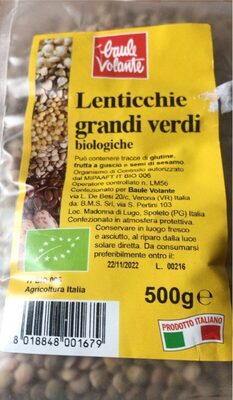 baule
volante
Lenticchie
grandi verdi
biologiche
Può contenere tracce di glutine,
frutta a guscio e semi di sesamo.
Organismo di Controllo autorizzato
dal MIPAAFT IT BIO 006
Operatore controllato n. LM56
Confezionato per Baule Volante
via L. De Besi 20/c, Verona (VR) Italia
da: B.M.S. Srl, via S. Pertini 103
Loc. Madonna di Lugo, Spoleto (PG) Italia
Confezionato in atmosfera protettiva.
Conservare in luogo fresco
e asciutto, al riparo dalla luce
solare diretta. Da consumarsi
preferibilmente entro il:
22/11/2022 L. 00216
IT BIO 006
Agricoltura Italia
500g e
PRODOTTO ITALIANO
8 018848 001679